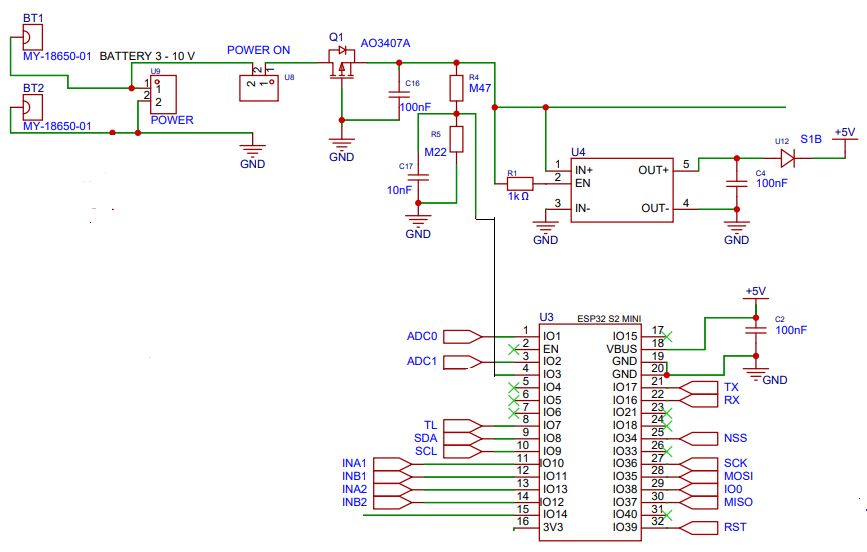 BT1
MY-18650-01
BATTERY 3 - 10 V
BT2
MY-18650-01
U9
1
1
2
2
POWER
POWER ON
2
1
2
1
U8
GND
Q1
AO3407A
GND
C16
100nF
R4
M47
R5
M22
C17
10nF
GND
R1
1kΩ
U4
1
IN+
2
EN
3
IN-
OUT+
5
OUT-
4
GND
C4
100nF
GND
U12
S1B
+5V
+5V
C2
100nF
GND
U3
ESP32 S2 MINI
ADC0
1
IO1
IO15
17
2
EN
VBUS
18
ADC1
3
IO2
GND
19
4
IO3
GND
20
5
IO4
IO17
21
TX
6
IO5
IO16
22
RX
7
IO6
IO21
23
TL
8
IO7
IO18
24
SDA
9
IO8
IO34
25
NSS
SCL
10
IO9
IO33
26
INA1
11
IO10
IO36
27
SCK
INB1
12
IO11
IO35
28
MOSI
INA2
13
IO13
IO38
29
IO0
INB2
14
IO12
IO37
30
MISO
15
IO14
IO40
31
16
3V3
IO39
32
RST